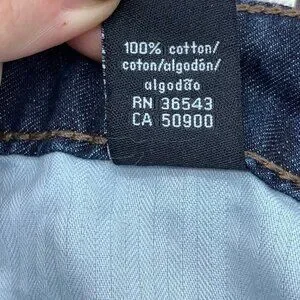 100% cotton/
coton/algodón/
algodão
RN 36543
CA 50900